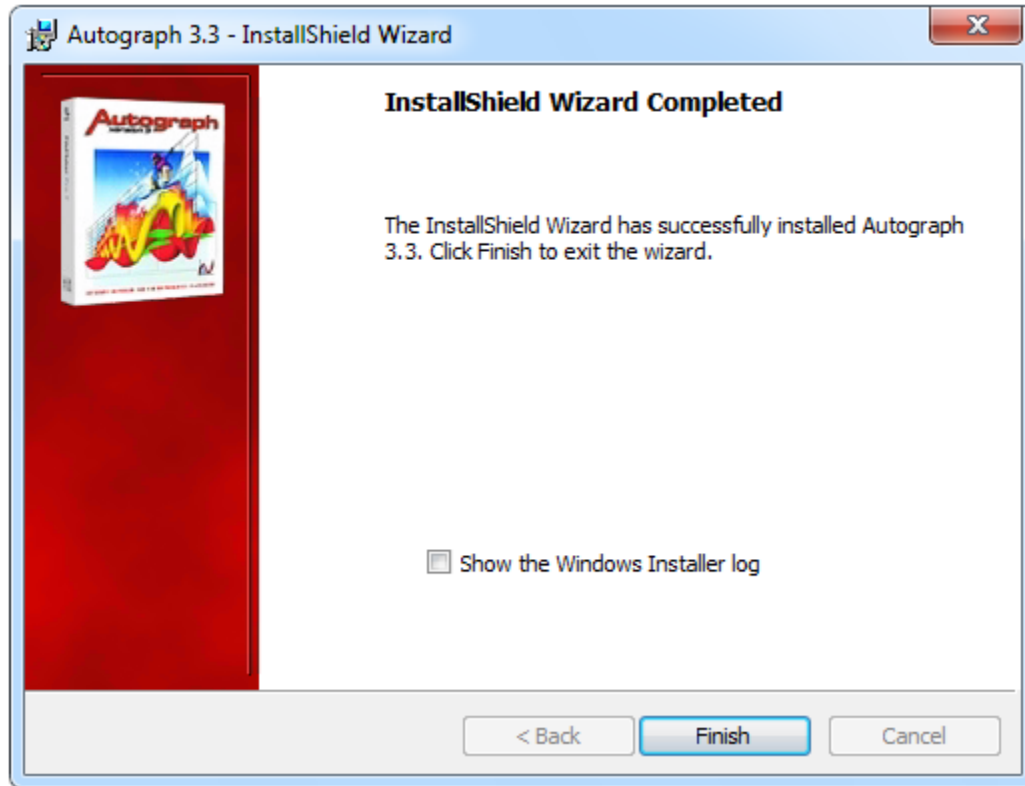 Autograph 3.3 - InstallShield Wizard
Autograph
InstallShield Wizard Completed
The InstallShield Wizard has successfully installed Autograph
3.3. Click Finish to exit the wizard.
Show the Windows Installer log
< Back
Finish
Cancel